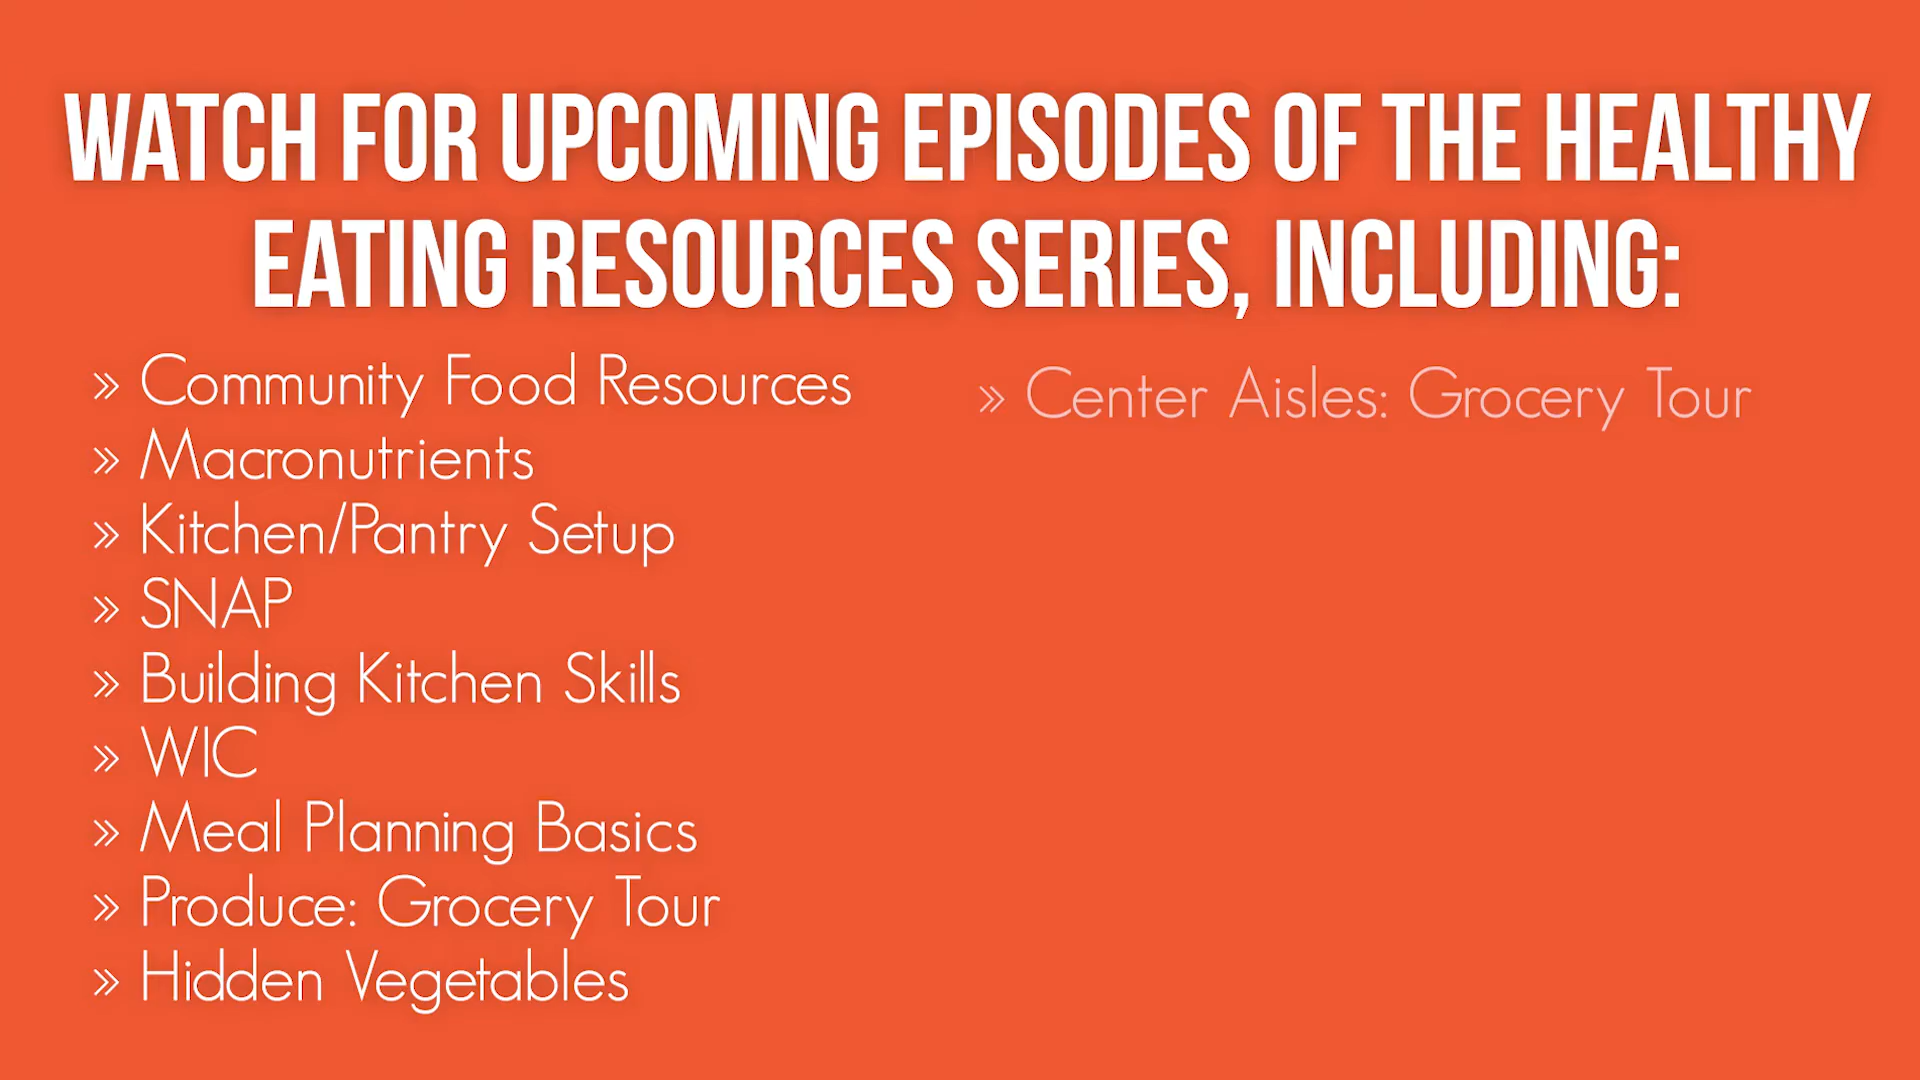 WATCH FOR UPCOMING EPISODES OF THE HEALTHY
EATING RESOURCES SERIES, INCLUDING:
» Community Food Resources
» Macronutrients
» Kitchen/Pantry Setup
» SNAP
» Building Kitchen Skills
» WIC
» Meal Planning Basics
» Produce: Grocery Tour
» Hidden Vegetables
» Center Aisles: Grocery Tour